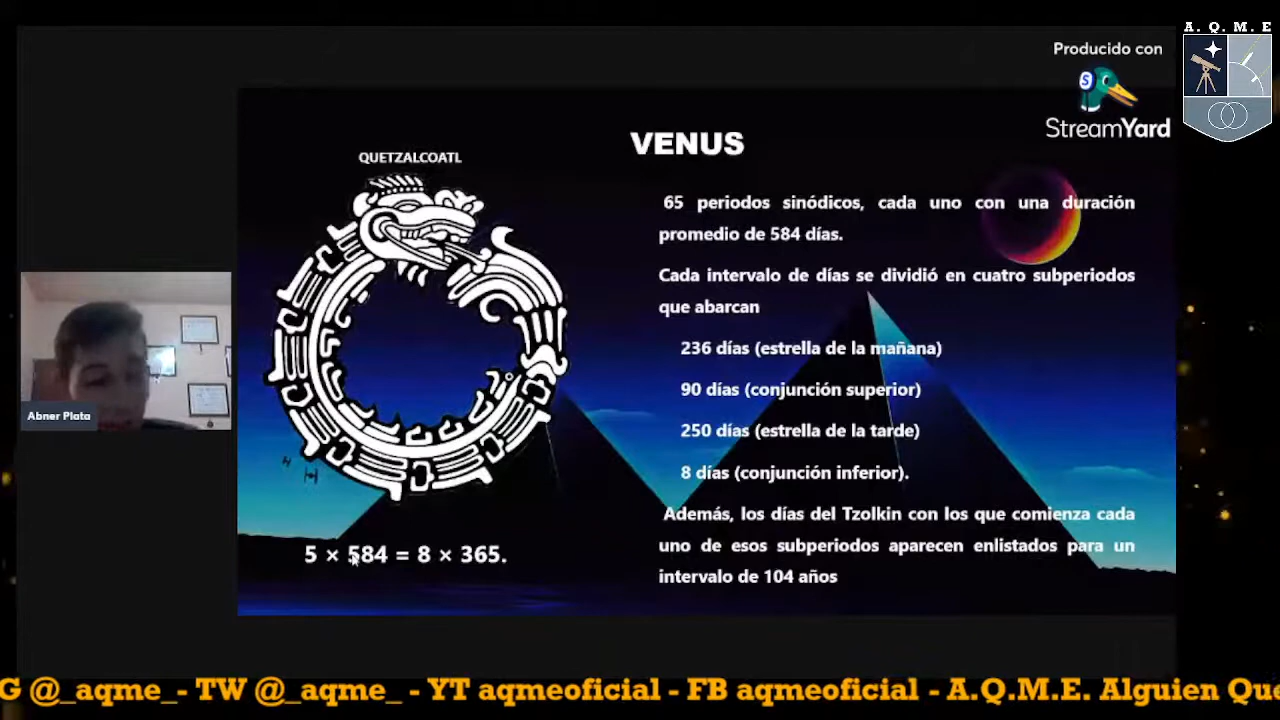 A. Q. M. E
Producido con
StreamYard
VENUS
QUETZALCOATL
65 periodos sinódicos, cada uno con una duración
promedio de 584 días.
Cada intervalo de días se dividió en cuatro subperiodos
que abarcan
236 días (estrella de la mañana)
90 días (conjunción superior)
250 días (estrella de la tarde)
8 días (conjunción inferior).
Además, los días del Tzolkin con los que comienza cada
uno de esos subperiodos aparecen enlistados para un
intervalo de 104 años
5 × 584 = 8 × 365.
Abner Plata
G @_aqme_- TW @_aqme_ - YT aqmeoficial - FB aqmeoficial - A.Q.M.E. Alguien Que